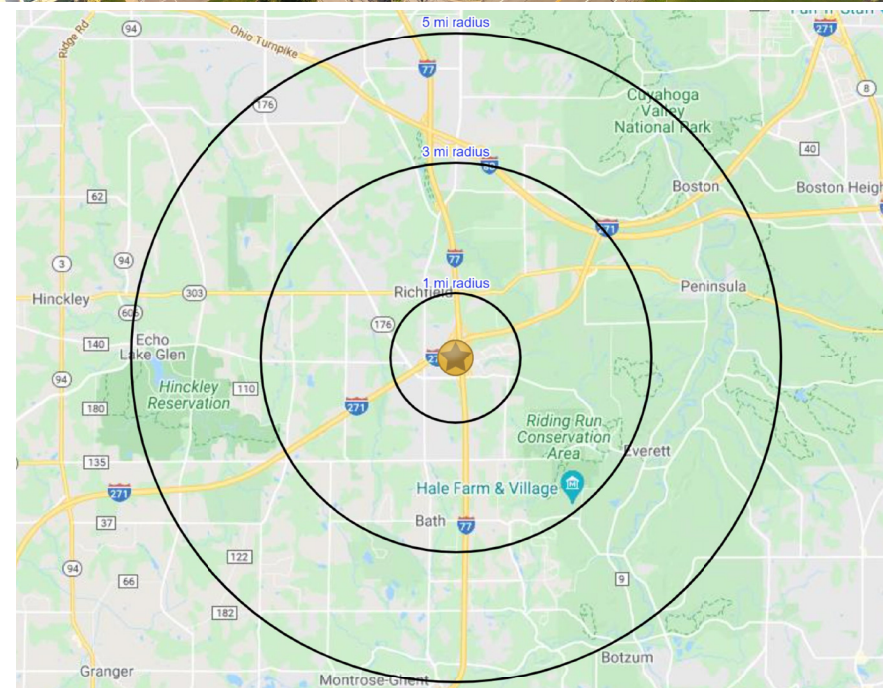 5 mi radius
94
Ridge Rd
Ohio Turnpike
77
271
8
176
Cuyahoga
Valley
National Park
40
3 mi radius
80
62
Boston
Boston Heigh
271
94
3
77
303
Richfield
1 mi radius
Peninsula
Hinckley
606
176
140
Echo
Lake Glen
94
Hinckley
Reservation
110
180
271
Riding Run
Conservation
Area
Everett
135
271
Hale Farm & Village
37
Bath
77
122
94
66
9
182
Botzum
Granger
Montrose-Ghent